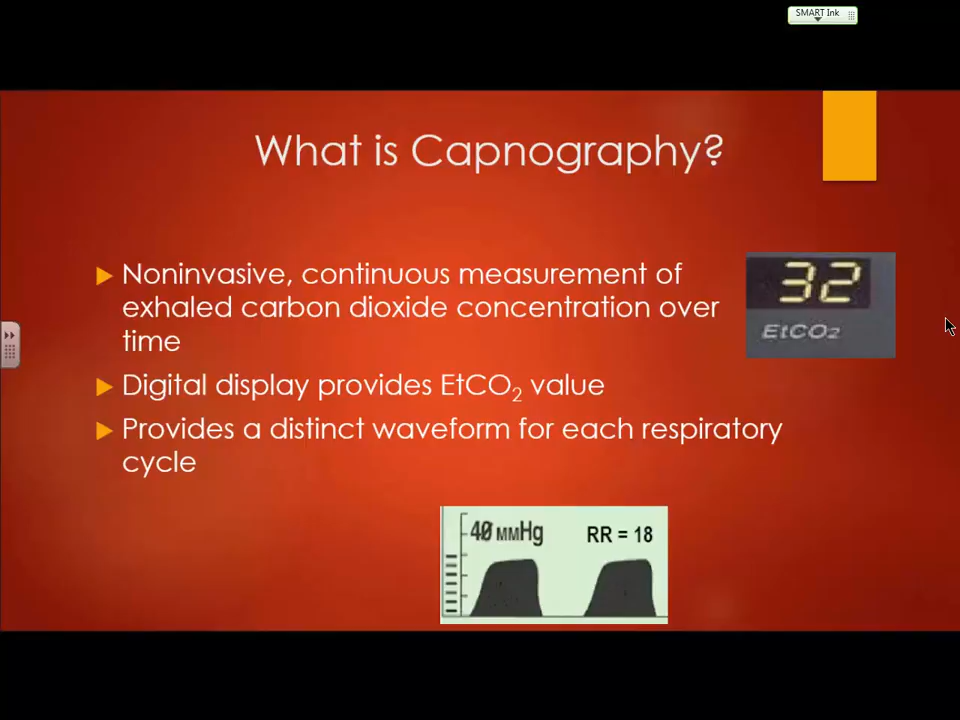 SMART Ink
What is Capnography?
Noninvasive, continuous measurement of
exhaled carbon dioxide concentration over
time
32
EtCO2
Digital display provides EtCO₂ value
Provides a distinct waveform for each respiratory
cycle
40 MMHg RR = 18